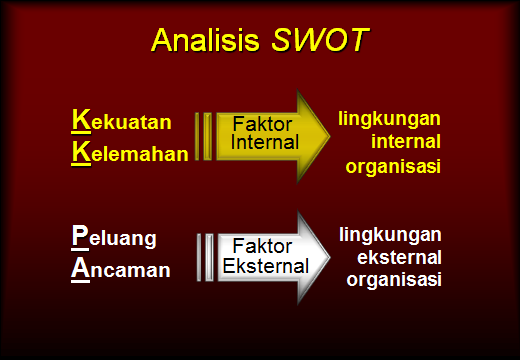 Analisis SWOT
Kekuatan
Kelemahan
Faktor
Internal
lingkungan
internal
organisasi
Peluang
Ancaman
Faktor
Eksternal
lingkungan
eksternal
organisasi